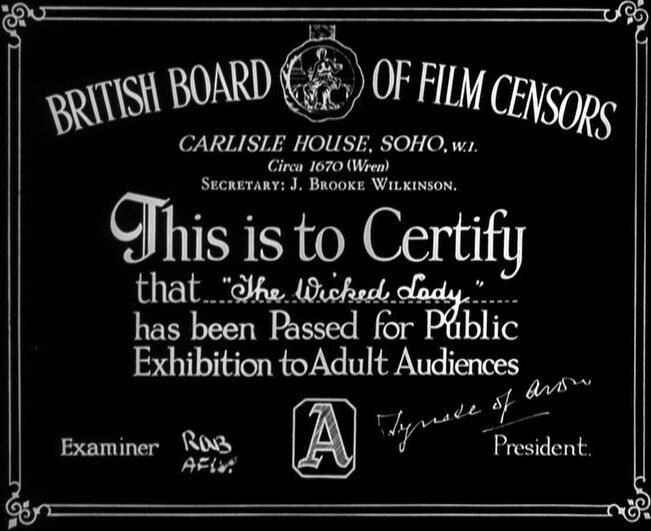 BRITISH BOARD OF FILM CENSORS
CARLISLE HOUSE, SOHO, W.1.
Circa 1670 (Wren)
SECRETARY: J. BROOKE WILKINSON.
This is to Certify
that "The Wicked Lady"
has been Passed for Public
Exhibition to Adult Audiences
A
Examiner
President.